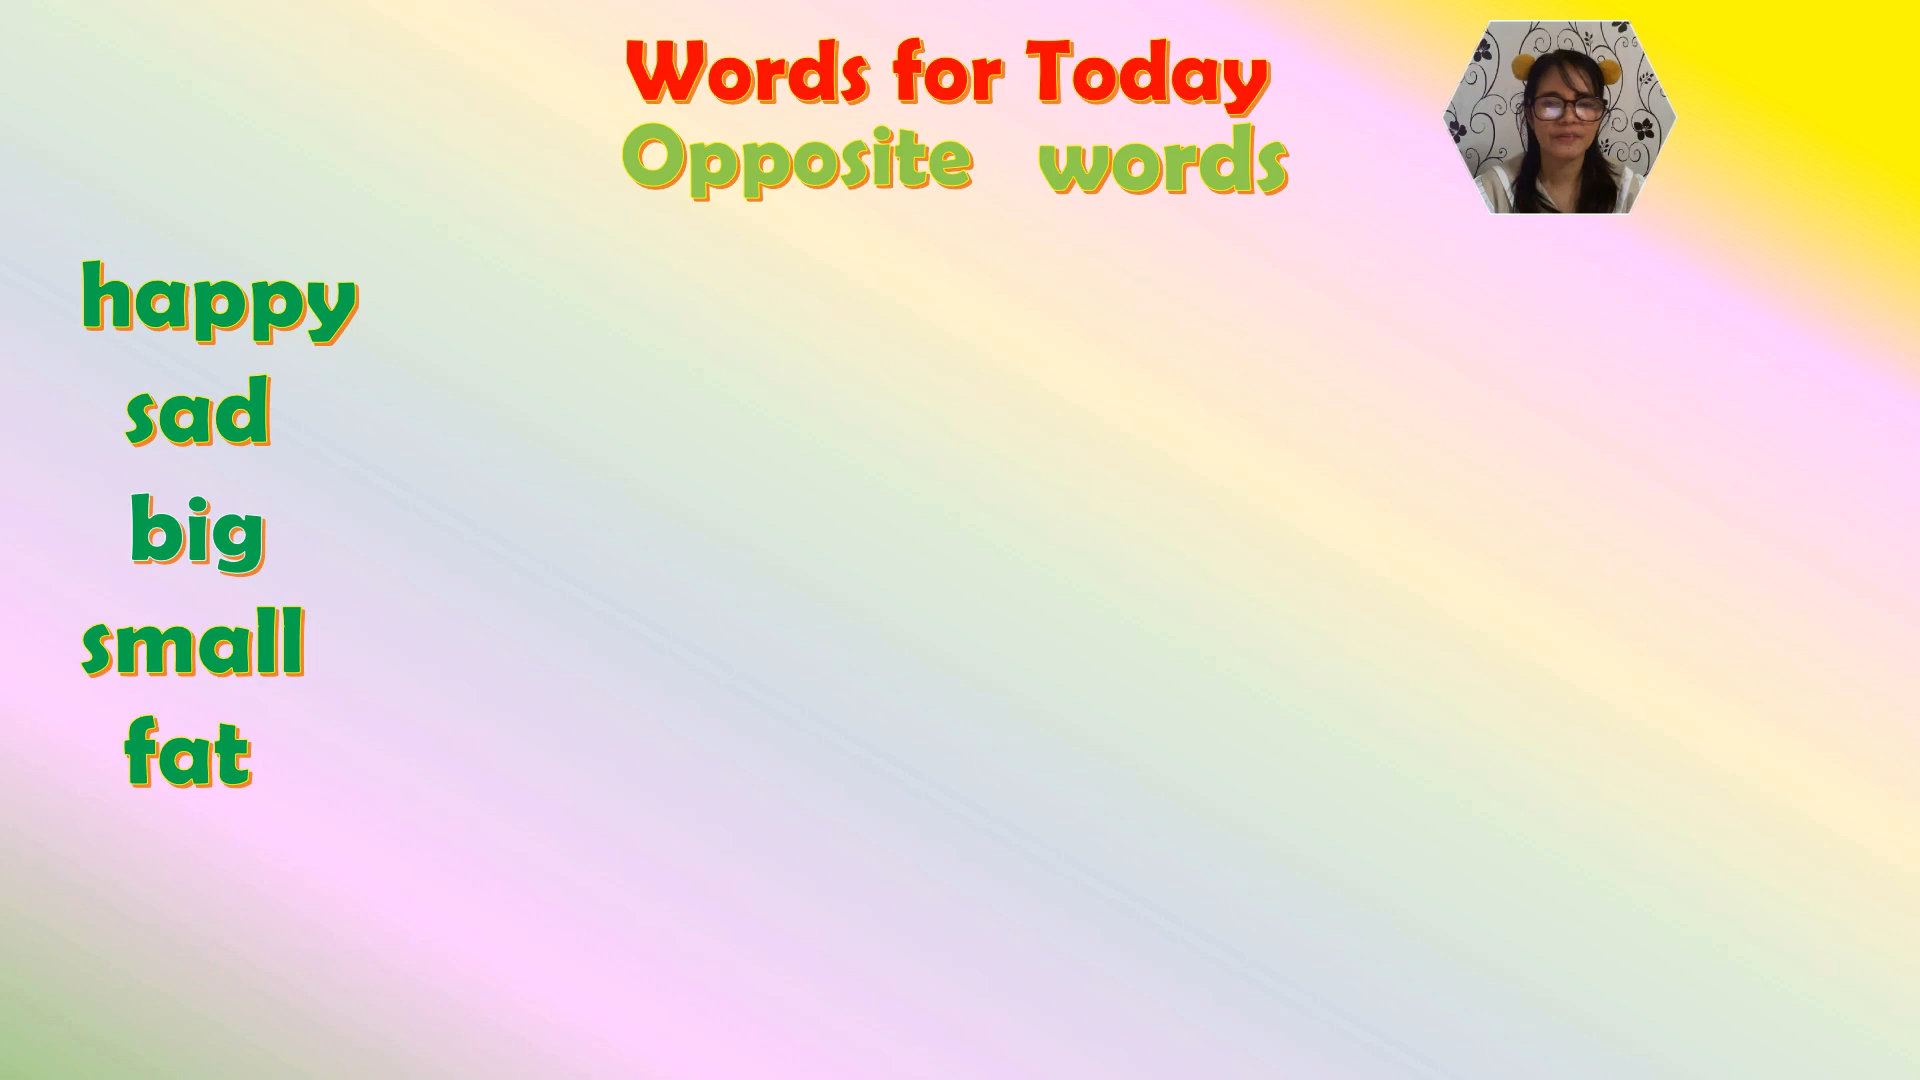 Words for Today
Opposite words
happy
sad
big
small
fat